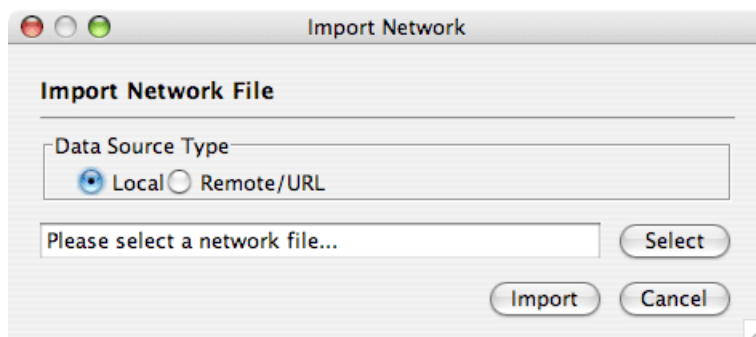 Import Network
Import Network File
Data Source Type
Local Remote/URL
Please select a network file... Select
Import Cancel